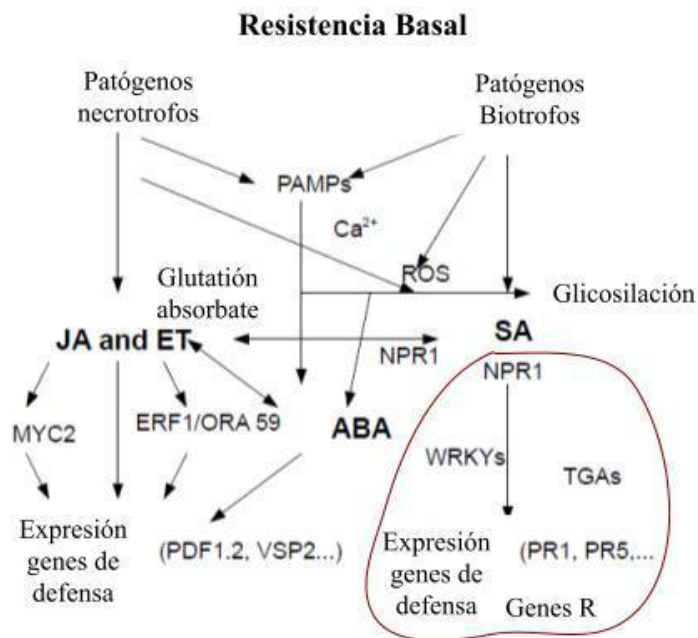 Resistencia Basal
Patógenos
necrotrofos
Patógenos
Biotrofos
PAMPs
Ca²⁺
ROS
Glutatión
absorbate
Glicosilación
JA and ET
SA
NPR1
NPR1
MYC2
ERF1/ORA 59
ABA
WRKYs
TGAs
Expresión
genes de
defensa
(PDF1.2, VSP2...)
Expresión
genes de
defensa
(PR1, PR5,...
Genes R